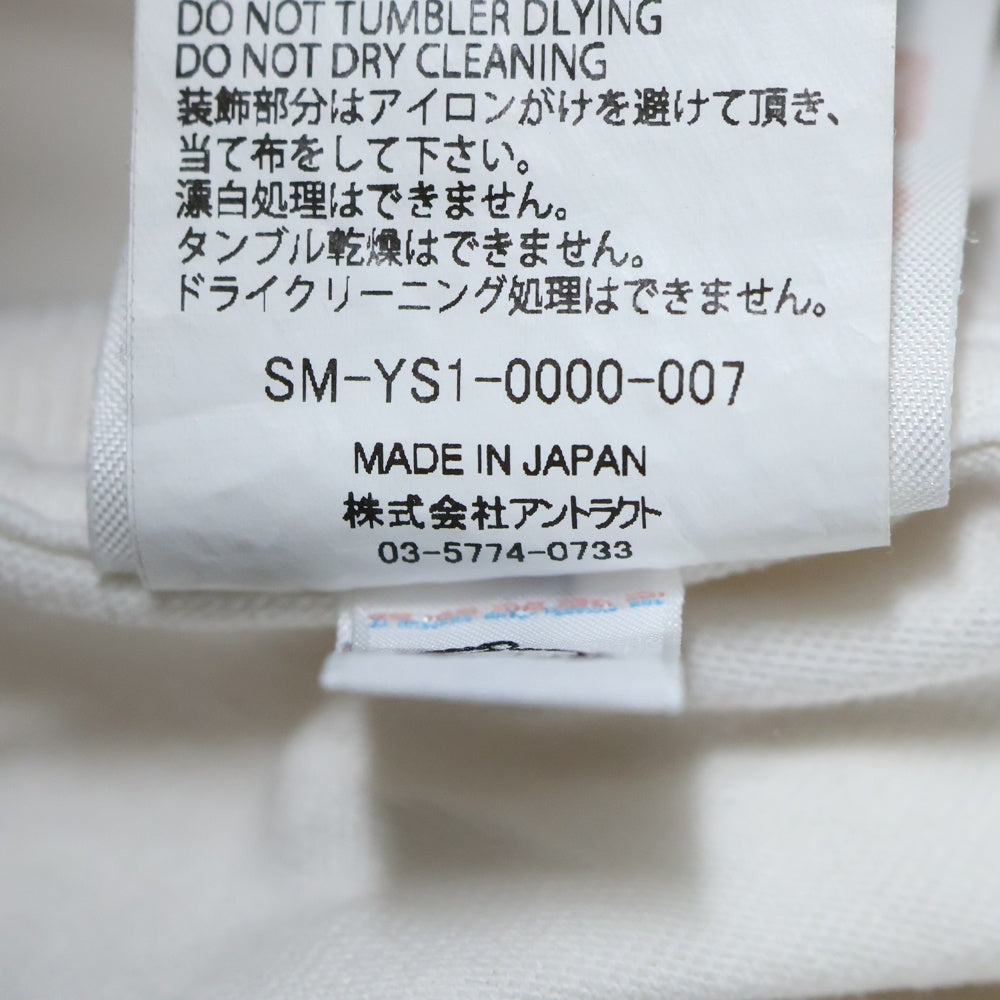 DO NOT TUMBLER DLYING
DO NOT DRY CLEANING
装飾部分はアイロンがけを避けて頂き、
当て布をして下さい。
漂白処理はできません。
タンブル乾燥はできません。
ドライクリーニング処理はできません。
SM-YS1-0000-007
MADE IN JAPAN
株式会社アントラクト
03-5774-0733